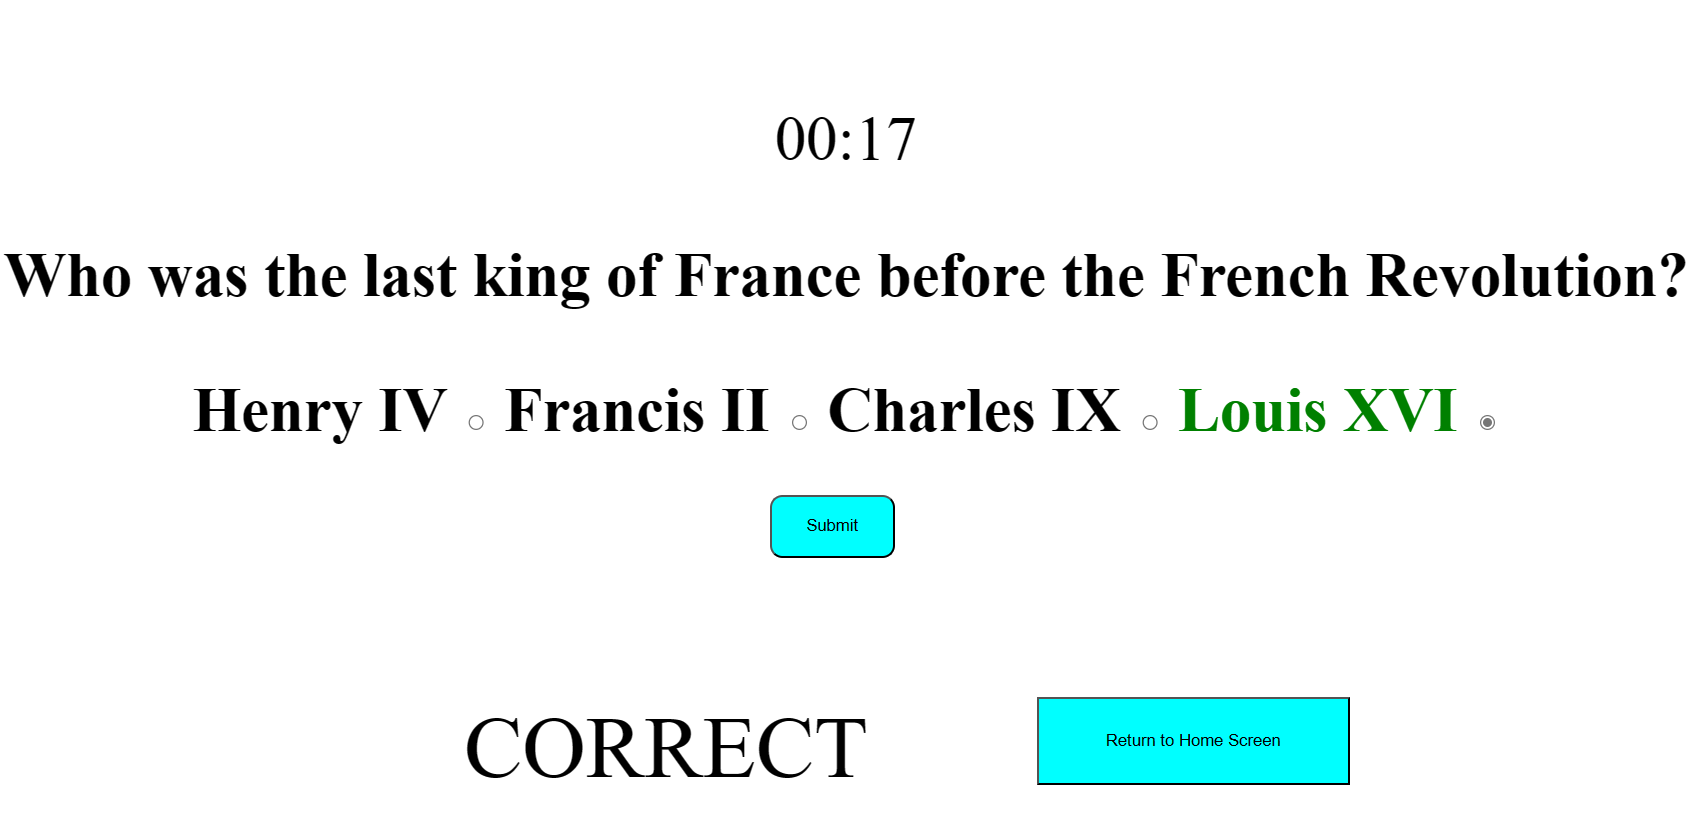 00:17
Who was the last king of France before the French Revolution?
Henry IV Francis II Charles IX Louis XVI
Submit
CORRECT
Return to Home Screen